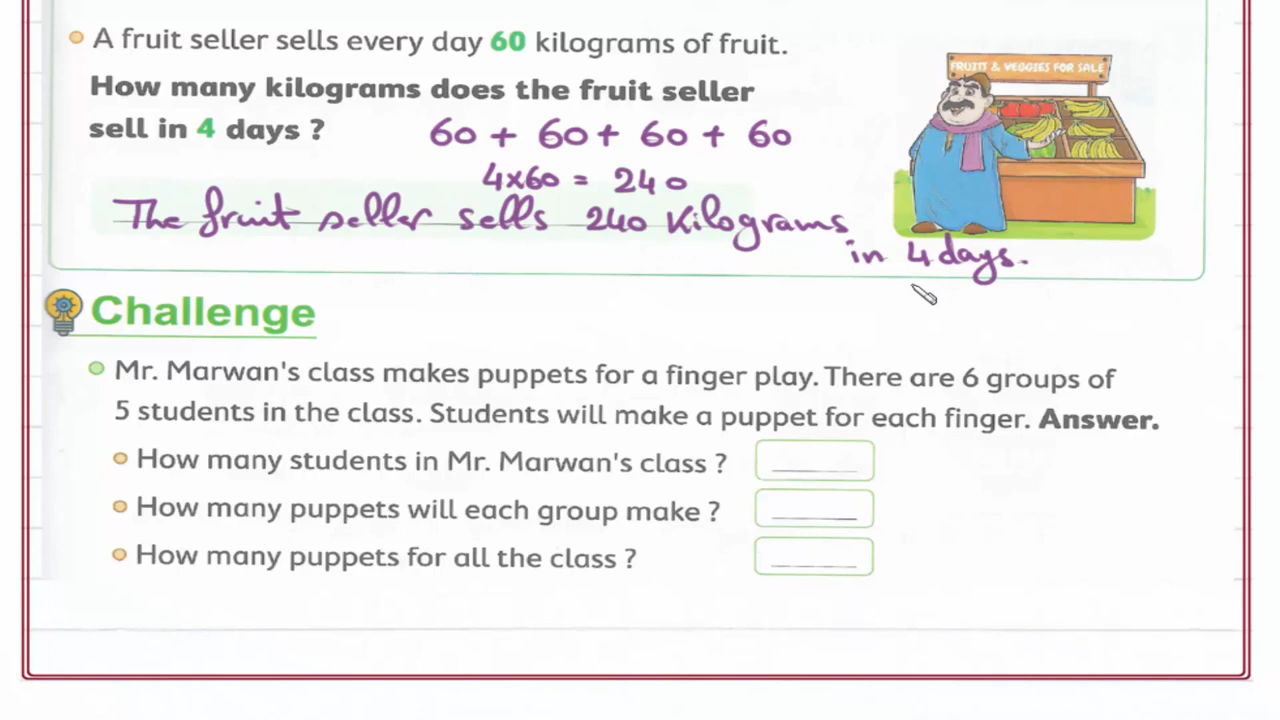 A fruit seller sells every day 60 kilograms of fruit.
FRUITS & VEGGIES FOR SALE
How many kilograms does the fruit seller
sell in 4 days ?
60 + 60 + 60 + 60
4x60 = 240
The fruit seller sells 240 Kilograms
in 4 days.
Challenge
Mr. Marwan's class makes puppets for a finger play. There are 6 groups of
5 students in the class. Students will make a puppet for each finger. Answer.
How many students in Mr. Marwan's class ?
How many puppets will each group make ?
How many puppets for all the class ?